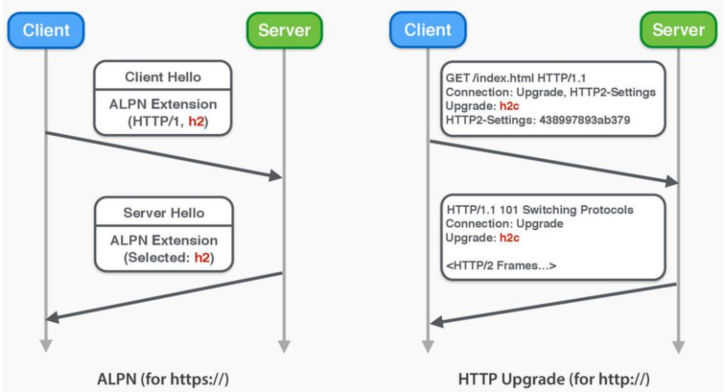 Client
Server
Client Hello
ALPN Extension
(HTTP/1, h2)
Server Hello
ALPN Extension
(Selected: h2)
ALPN (for https://)
Client
Server
GET /index.html HTTP/1.1
Connection: Upgrade, HTTP2-Settings
Upgrade: h2c
HTTP2-Settings: 438997893ab379
HTTP/1.1 101 Switching Protocols
Connection: Upgrade
Upgrade: h2c
<HTTP/2 Frames...>
HTTP Upgrade (for http://)